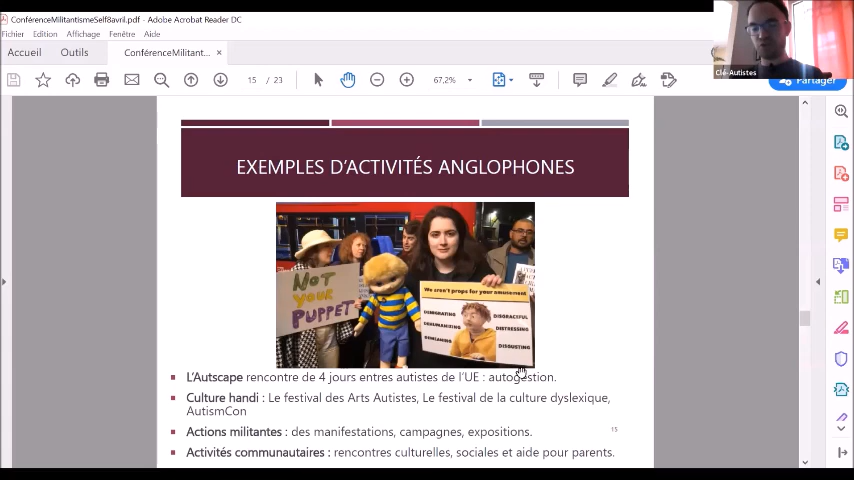 ConférenceMilitantismeSelf8avril.pdf - Adobe Acrobat Reader DC
Fichier Edition Affichage Fenêtre Aide
Accueil Outils ConférenceMilitant... ×
15 / 23 67,2%
Clé-Autistes
Partager
EXEMPLES D'ACTIVITÉS ANGLOPHONES
NOT
YOUR
PUPPET
We aren't props for your amusement
DENIGRATING
DISGRACEFUL
DEHUMANIZING
DISTRESSING
DEMEANING
DISGUSTING
▪ L'Autscape rencontre de 4 jours entres autistes de l'UE : autogestion.
▪ Culture handi : Le festival des Arts Autistes, Le festival de la culture dyslexique,
AutismCon
▪ Actions militantes : des manifestations, campagnes, expositions.
15
▪ Activités communautaires : rencontres culturelles, sociales et aide pour parents.